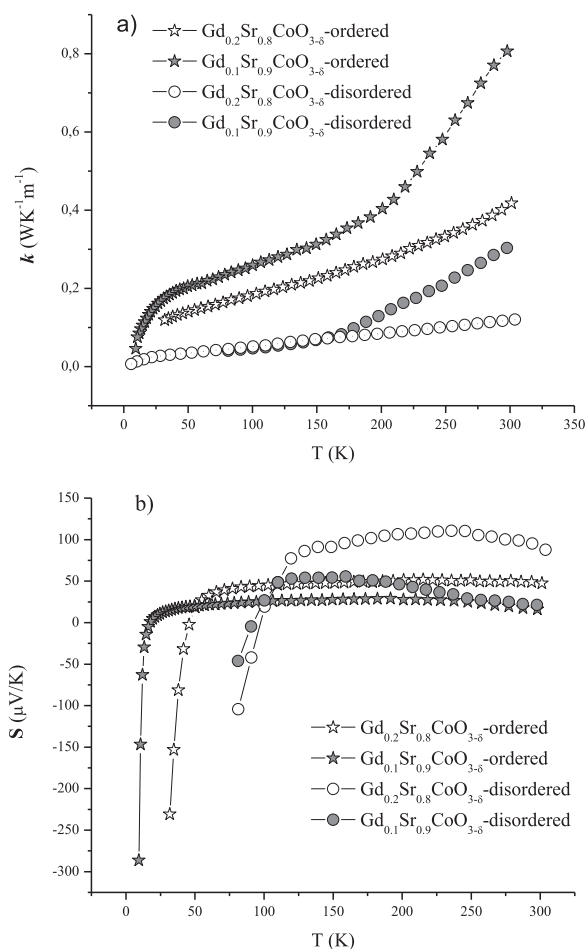 a)
Gd₀.₂Sr₀.₈CoO₃₋δ-ordered
Gd₀.₁Sr₀.₉CoO₃₋δ-ordered
Gd₀.₂Sr₀.₈CoO₃₋δ-disordered
Gd₀.₁Sr₀.₉CoO₃₋δ-disordered
0,8
0,6
0,4
0,2
0,0
k (WK⁻¹m⁻¹)
0 50 100 150 200 250 300 350
T (K)
b)
150
100
50
0
-50
-100
-150
-200
-250
-300
S (μV/K)
Gd₀.₂Sr₀.₈CoO₃₋δ-ordered
Gd₀.₁Sr₀.₉CoO₃₋δ-ordered
Gd₀.₂Sr₀.₈CoO₃₋δ-disordered
Gd₀.₁Sr₀.₉CoO₃₋δ-disordered
0 50 100 150 200 250 300
T (K)